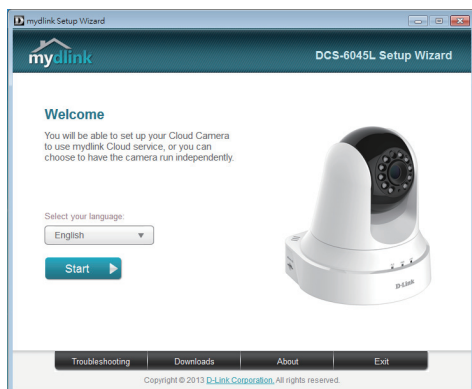 mydlink Setup Wizard
mydlink
DCS-6045L Setup Wizard
Welcome
You will be able to set up your Cloud Camera
to use mydlink Cloud service, or you can
choose to have the camera run independently.
Select your language:
English
Start
D-Link
Troubleshooting
Downloads
About
Exit
Copyright © 2013 D-Link Corporation. All rights reserved.